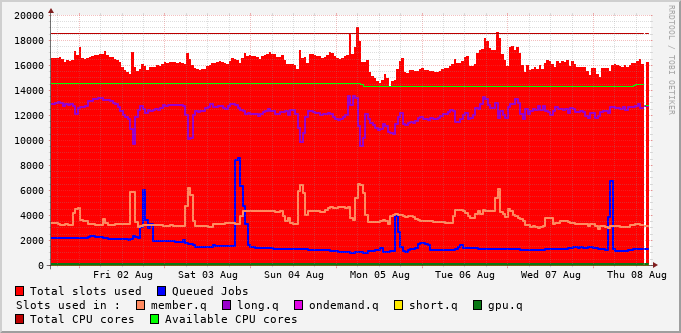 20000
18000
16000
14000
12000
10000
8000
6000
4000
2000
0
Fri 02 Aug Sat 03 Aug Sun 04 Aug Mon 05 Aug Tue 06 Aug Wed 07 Aug Thu 08 Aug
Total slots used Queued Jobs
Slots used in : member.q long.q ondemand.q short.q gpu.q
Total CPU cores Available CPU cores
RRDTOOL / TOBI OETIKER